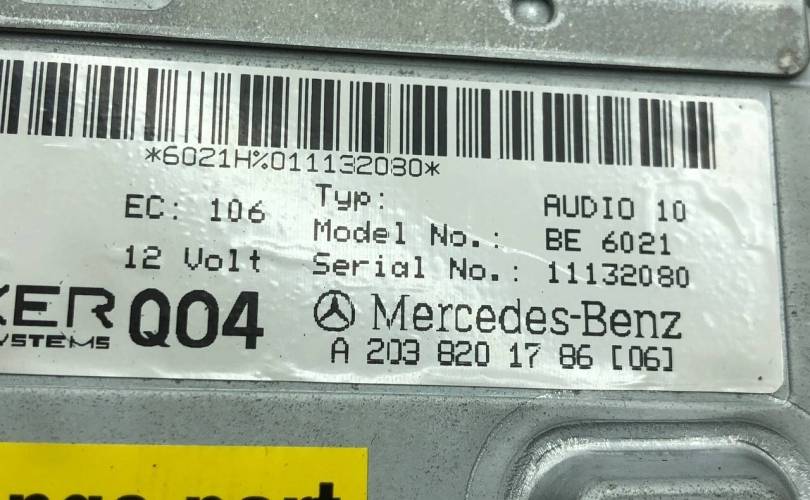 *6021H%011132080*
EC: 106
12 Volt
Typ: AUDIO 10
Model No.: BE 6021
Serial No.: 11132080
Q04
Mercedes-Benz
A 203 820 17 86 [06]